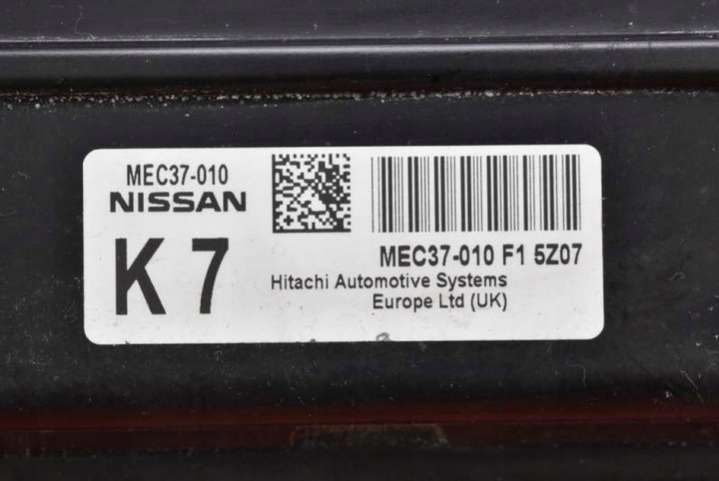 MEC37-010
NISSAN
K 7
MEC37-010 F1 5Z07
Hitachi Automotive Systems
Europe Ltd (UK)